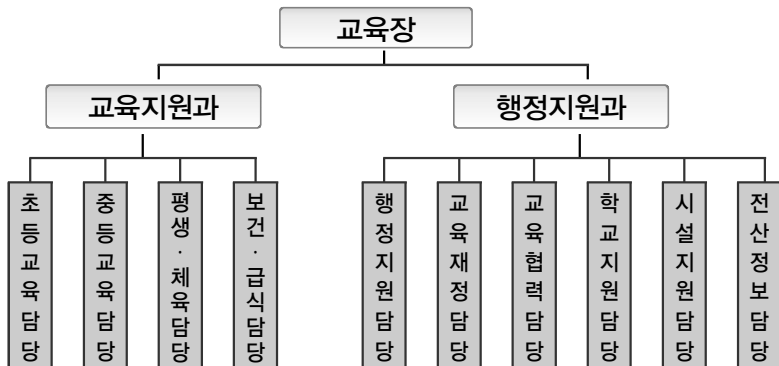 교육장
교육지원과
행정지원과
초등교육담당
중등교육담당
평생·체육담당
보건·급식담당
행정지원담당
교육재정담당
교육협력담당
학교지원담당
시설지원담당
전산정보담당